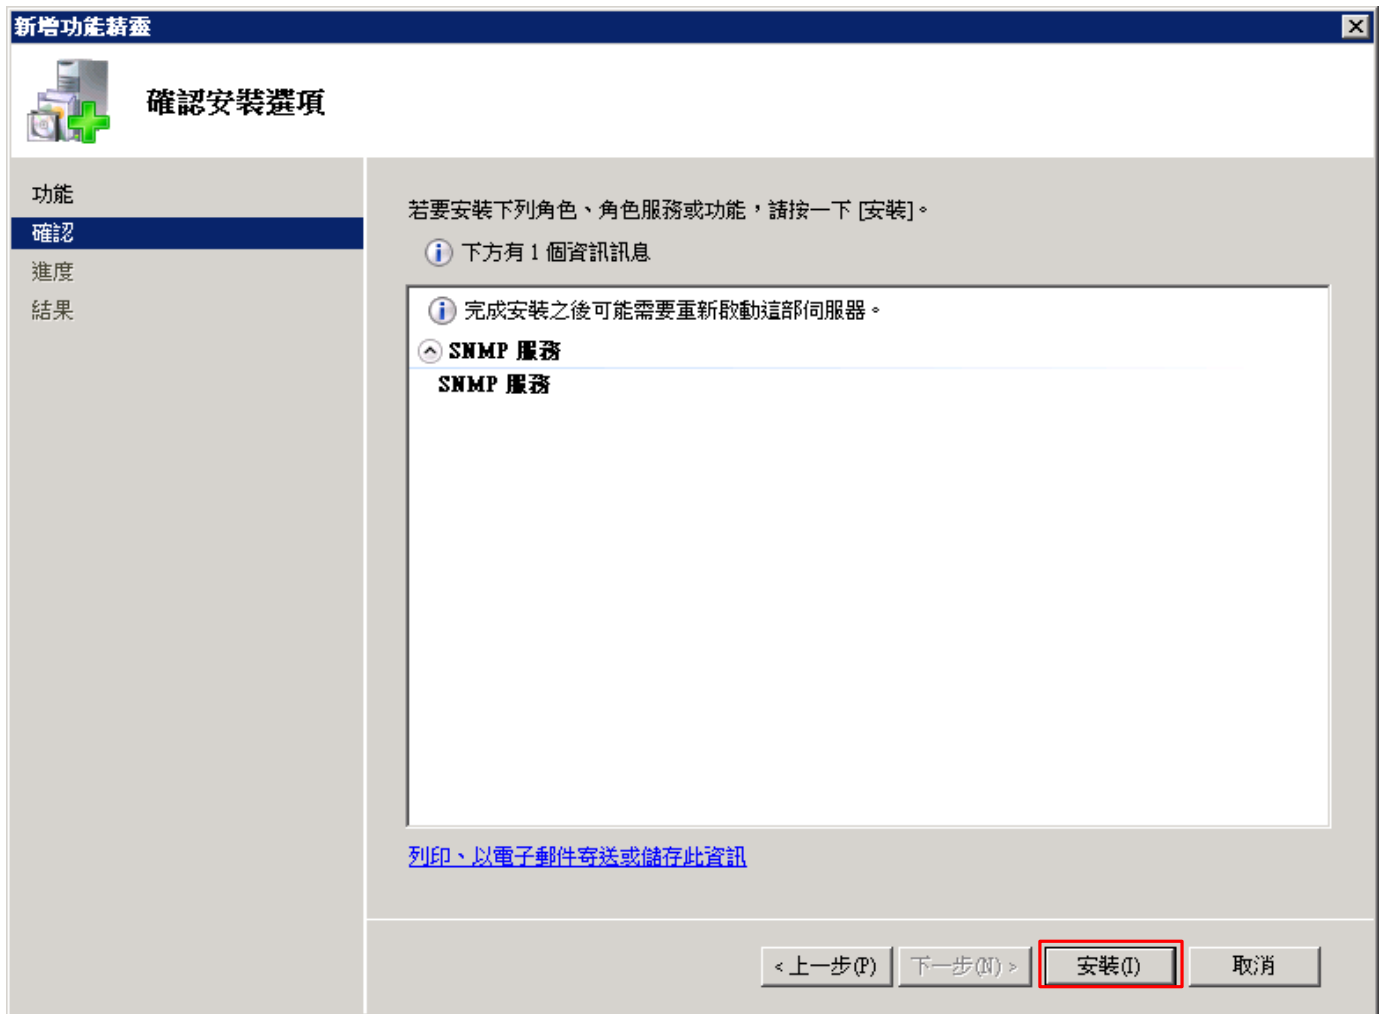 新增功能精靈
確認安裝選項
功能
確認
進度
結果
若要安裝下列角色、角色服務或功能，請按一下 [安裝]。
下方有 1 個資訊訊息
完成安裝之後可能需要重新啟動這部伺服器。
SNMP 服務
SNMP 服務
列印、以電子郵件寄送或儲存此資訊
< 上一步(P)
下一步(N) >
安裝(I)
取消